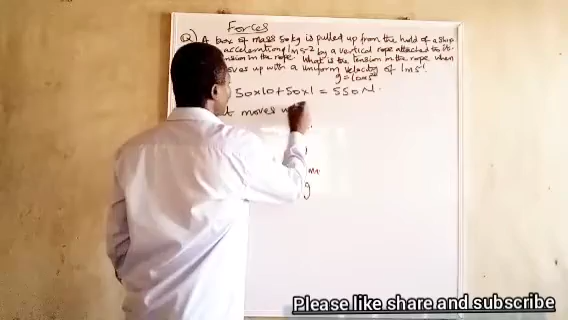 Forces
Q) A box of mass 50kg is pulled up from the hold of a ship
acceleration 1ms-2 by a vertical rope attached to it.
tension in the rope. What is the tension in the rope when
moves up with a uniform velocity of 1ms-1.
g = 10ms-2
50x10+50x1 = 550N.
moves
g
Please like share and subscribe